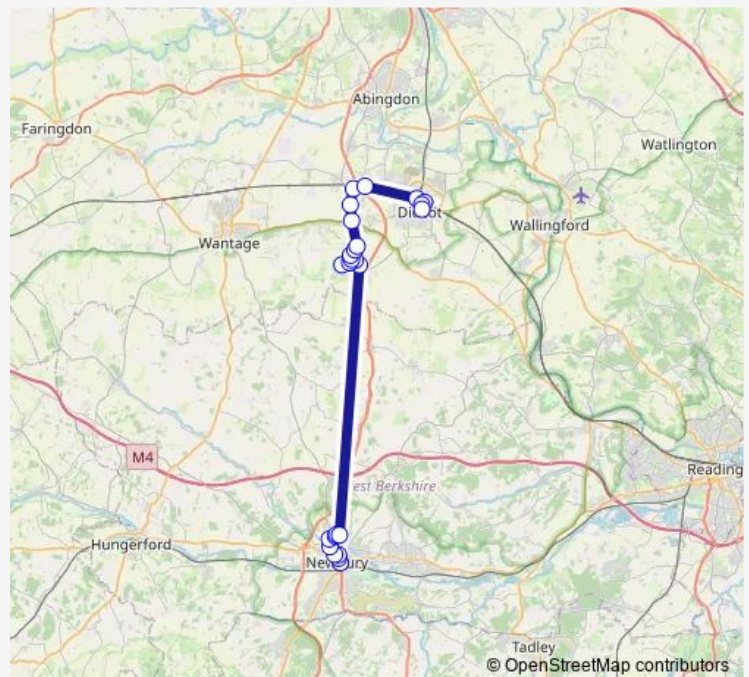 Abingdon
Faringdon
Watlington
Didcot
Wallingford
Wantage
M4
Reading
West Berkshire
Hungerford
Newbury
Tadley
© OpenStreetMap contributors